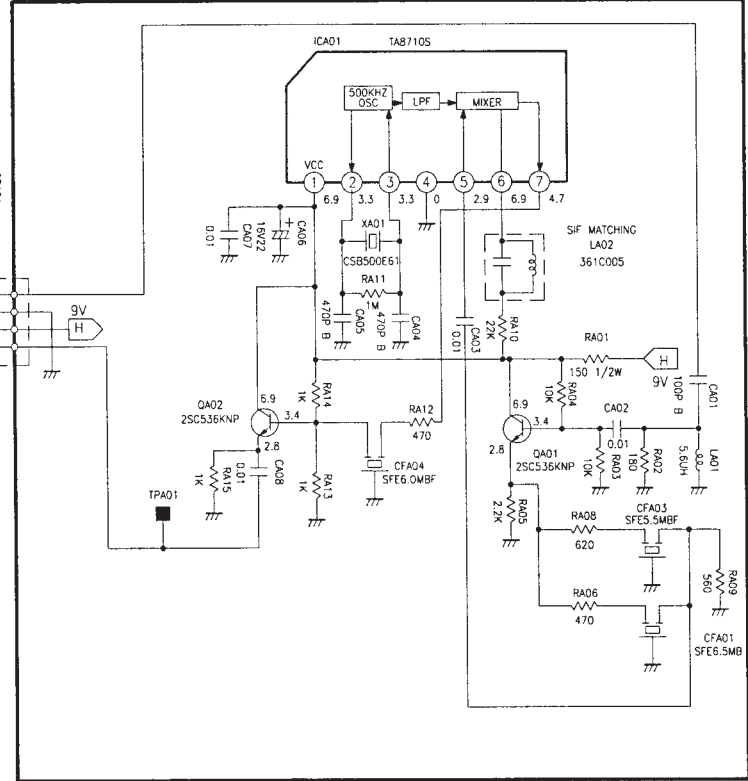 ICA01 TA8710S
500KHZ
OSC
LPF
MIXER
VCC
1 2 3 4 5 6 7
6.9 3.3 3.3 0 2.9 6.9 4.7
0.01
CA07
16V22
CA06
+
XA01
CSB500E61
RA11
1M
470P B
CA05
470P B
CA04
0.01
CA03
SIF MATCHING
LA02
361C005
22K
RA10
9V
H
RA01
150 1/2W
H
9V
100P B
CA01
1K
RA14
10K
RA04
QA02
2SC536KNP
6.9
3.4
2.8
RA12
470
6.9
3.4
2.8
QA01
2SC536KNP
CA02
0.01
10K
RA03
180
RA02
5.6UH
LA01
1K
RA15
0.01
CA08
1K
RA13
CFA04
SFE6.0MBF
TPA01
2.2K
RA05
RA08
620
CFA03
SFE5.5MBF
560
RA09
RA06
470
CFA01
SFE6.5MB